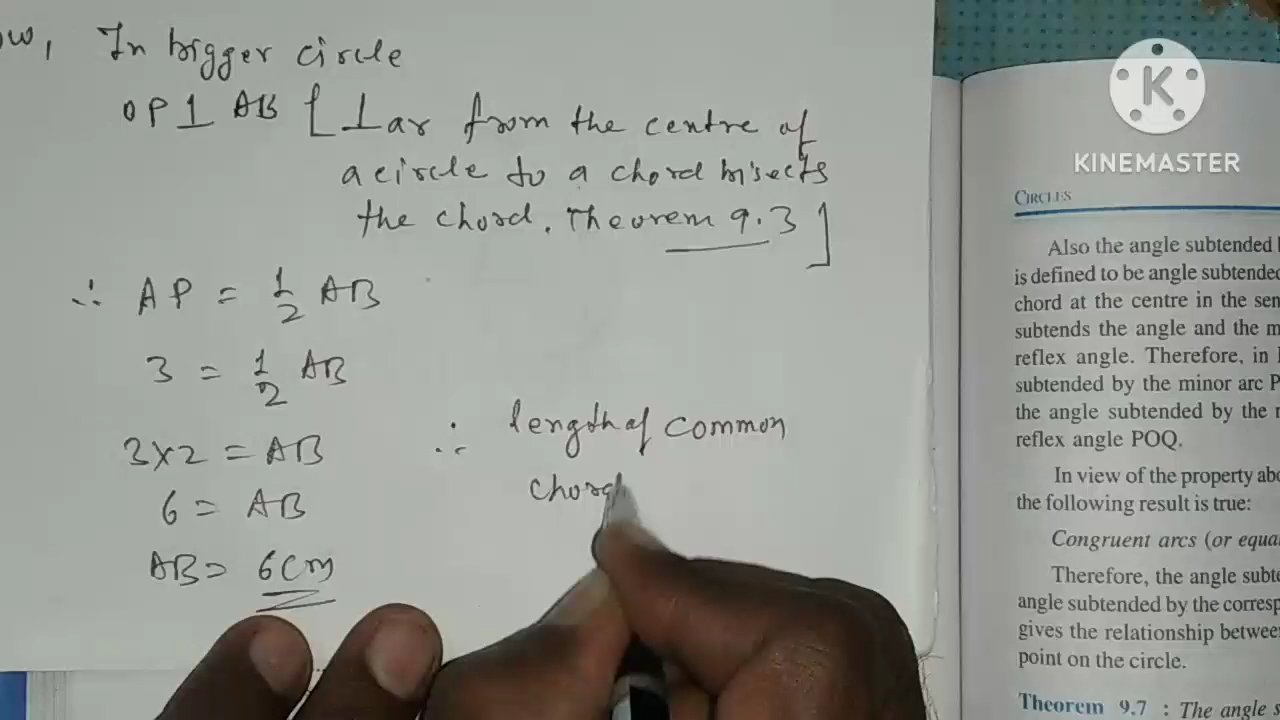 ow, In bigger circle
OP ⊥ AB [⊥ar from the centre of
a circle to a chord bisects
the chord. Theorem 9.3]
∴ AP = 1/2 AB
3 = 1/2 AB
3×2 = AB
6 = AB
AB = 6cm
∴ length of common
chord
K
KINEMASTER
CIRCLES
Also the angle subtended
is defined to be angle subtended
chord at the centre in the sen
subtends the angle and the m
reflex angle. Therefore, in
subtended by the minor arc P
the angle subtended by the
reflex angle POQ.
In view of the property abo
the following result is true:
Congruent arcs (or equa
Therefore, the angle subte
angle subtended by the corresp
gives the relationship between
point on the circle.
Theorem 9.7 : The angle s